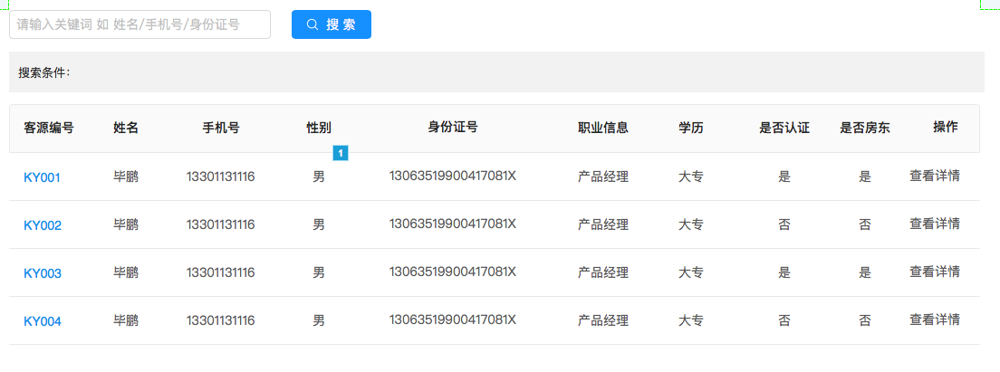 请输入关键词 如 姓名/手机号/身份证号 搜 索
搜索条件:
客源编号 姓名 手机号 性别 身份证号 职业信息 学历 是否认证 是否房东 操作
1
KY001 毕鹏 13301131116 男 13063519900417081X 产品经理 大专 是 是 查看详情
KY002 毕鹏 13301131116 男 13063519900417081X 产品经理 大专 否 否 查看详情
KY003 毕鹏 13301131116 男 13063519900417081X 产品经理 大专 是 是 查看详情
KY004 毕鹏 13301131116 男 13063519900417081X 产品经理 大专 否 否 查看详情